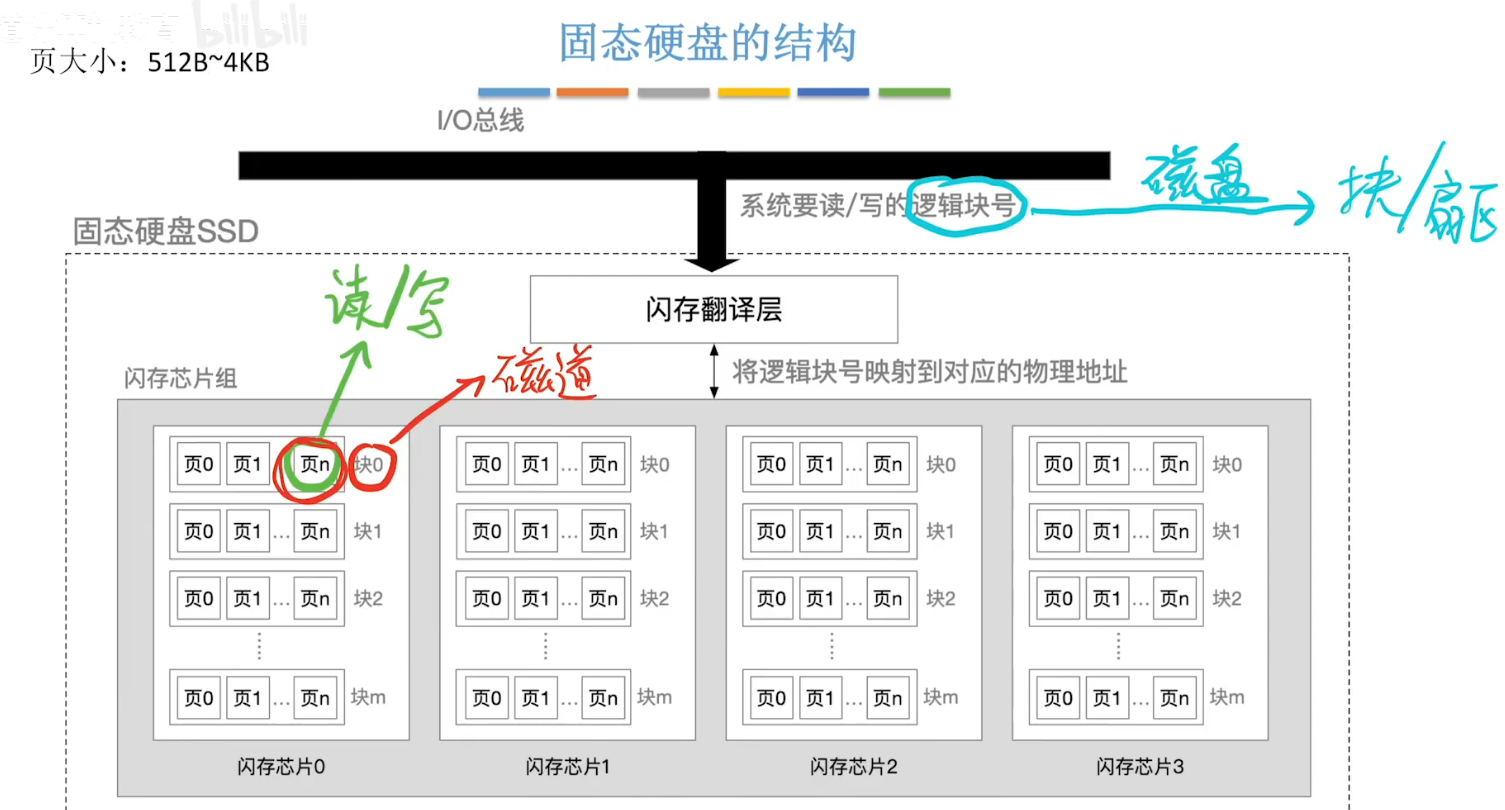 bilibili
固态硬盘的结构
页大小：512B~4KB
I/O总线
系统要读/写的逻辑块号
磁盘
块/扇区
固态硬盘SSD
读/写
闪存翻译层
磁道
闪存芯片组
将逻辑块号映射到对应的物理地址
页0 页1 页n 块0 页0 页1 … 页n 块0 页0 页1 … 页n 块0 页0 页1 … 页n 块0
页0 页1 … 页n 块1 页0 页1 … 页n 块1 页0 页1 … 页n 块1 页0 页1 … 页n 块1
页0 页1 … 页n 块2 页0 页1 … 页n 块2 页0 页1 … 页n 块2 页0 页1 … 页n 块2
页0 页1 … 页n 块m 页0 页1 … 页n 块m 页0 页1 … 页n 块m 页0 页1 … 页n 块m
闪存芯片0 闪存芯片1 闪存芯片2 闪存芯片3